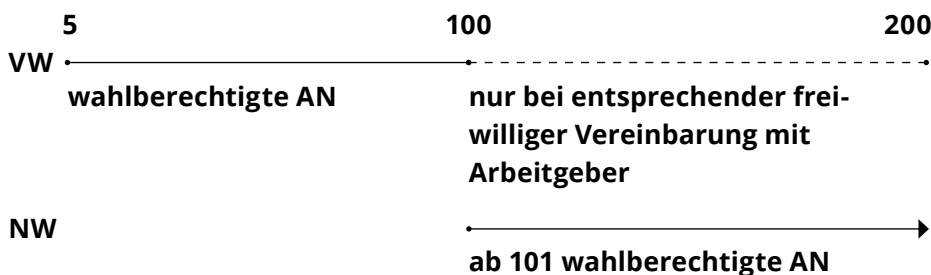 5 100 200
VW
wahlberechtigte AN nur bei entsprechender frei-
williger Vereinbarung mit
Arbeitgeber
NW
ab 101 wahlberechtigte AN